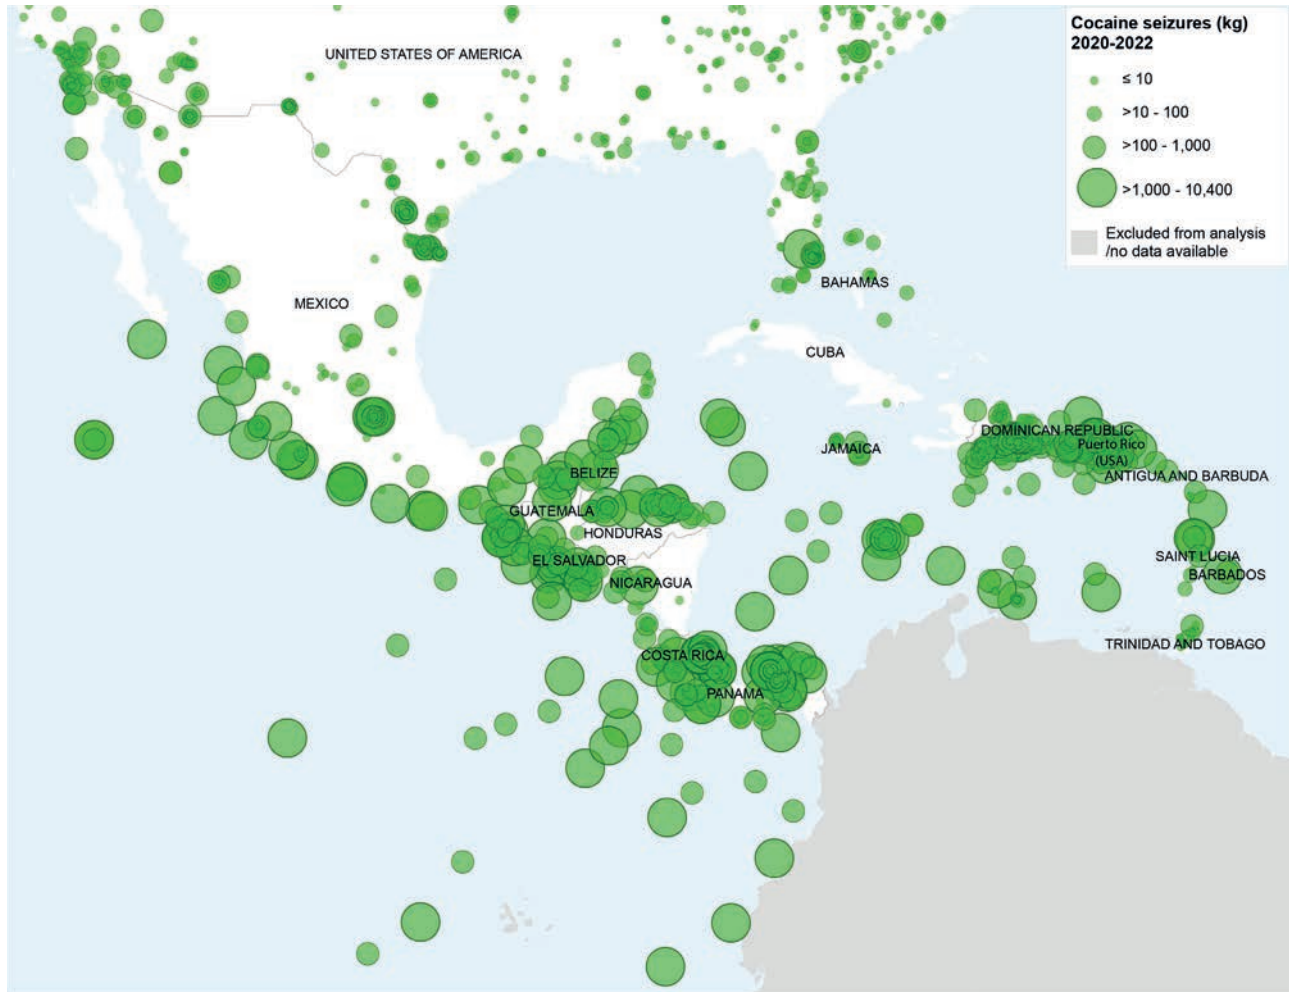 Cocaine seizures (kg)
2020-2022
≤ 10
>10 - 100
>100 - 1,000
>1,000 - 10,400
Excluded from analysis
/no data available
UNITED STATES OF AMERICA
MEXICO
BAHAMAS
CUBA
DOMINICAN REPUBLIC
Puerto Rico
(USA)
JAMAICA
BELIZE
ANTIGUA AND BARBUDA
GUATEMALA
HONDURAS
EL SALVADOR
SAINT LUCIA
BARBADOS
NICARAGUA
TRINIDAD AND TOBAGO
COSTA RICA
PANAMA